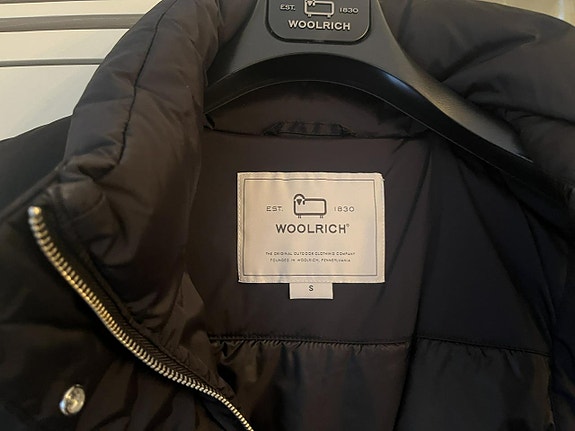 EST. 1830
WOOLRICH
EST. 1830
WOOLRICH®
THE ORIGINAL OUTDOOR CLOTHING COMPANY
FOUNDED IN WOOLRICH, PENNSYLVANIA
S